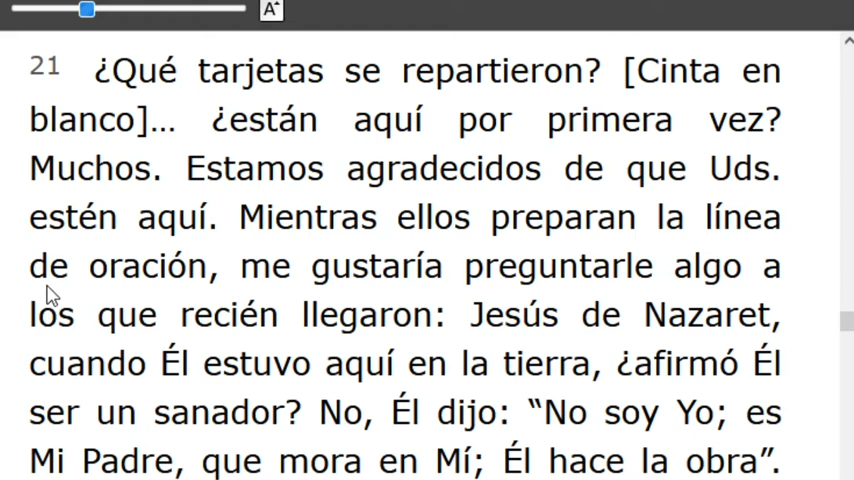 A
21 ¿Qué tarjetas se repartieron? [Cinta en
blanco]... ¿están aquí por primera vez?
Muchos. Estamos agradecidos de que Uds.
estén aquí. Mientras ellos preparan la línea
de oración, me gustaría preguntarle algo a
los que recién llegaron: Jesús de Nazaret,
cuando Él estuvo aquí en la tierra, ¿afirmó Él
ser un sanador? No, Él dijo: “No soy Yo; es
Mi Padre, que mora en Mí; Él hace la obra”.